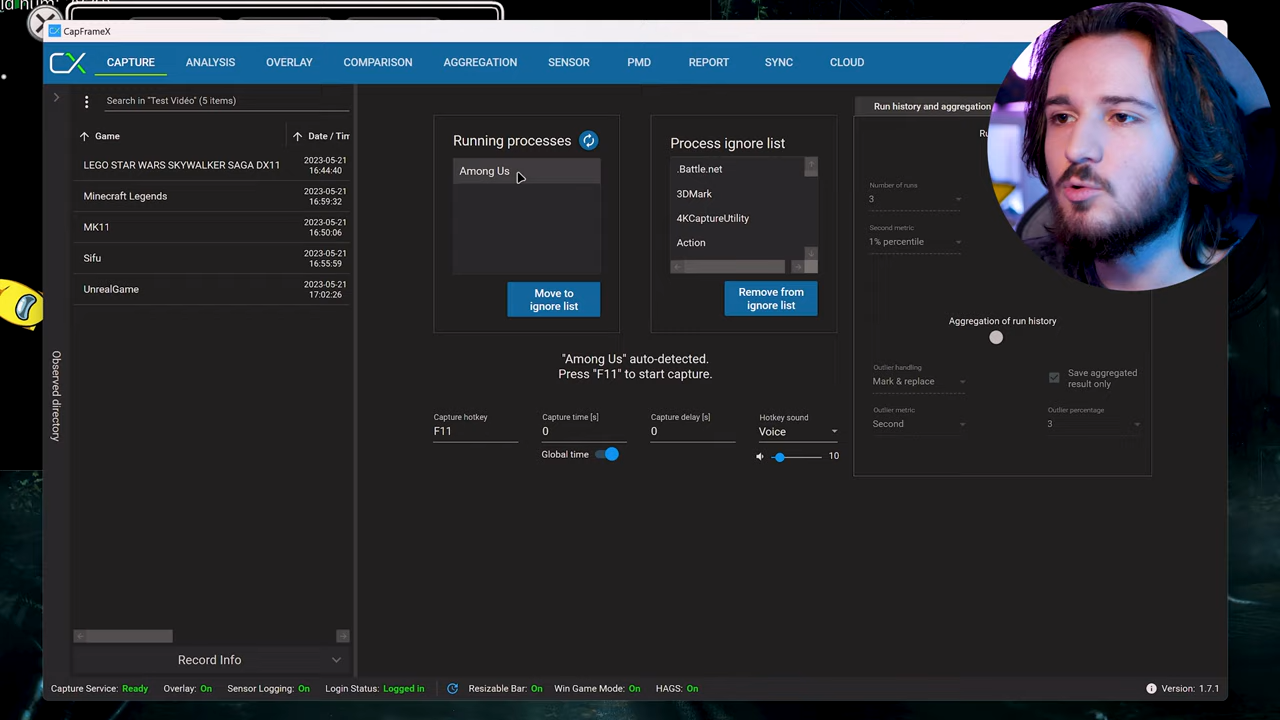 CapFrameX
CX
CAPTURE
ANALYSIS
OVERLAY
COMPARISON
AGGREGATION
SENSOR
PMD
REPORT
SYNC
CLOUD
Search in "Test Vidéo" (5 items)
Game
Date / Tim
LEGO STAR WARS SKYWALKER SAGA DX11
2023-05-21
16:44:40
Minecraft Legends
2023-05-21
16:59:32
MK11
2023-05-21
16:50:06
Sifu
2023-05-21
16:55:59
UnrealGame
2023-05-21
17:02:26
Observed directory
Record Info
Running processes
Among Us
Move to
ignore list
Process ignore list
.Battle.net
3DMark
4KCaptureUtility
Action
Remove from
ignore list
"Among Us" auto-detected.
Press "F11" to start capture.
Capture hotkey
F11
Capture time [s]
0
Global time
Capture delay [s]
0
Hotkey sound
Voice
10
Run history and aggregation
Number of runs
3
Second metric
1% percentile
Aggregation of run history
Outlier handling
Mark & replace
Save aggregated
result only
Outlier metric
Second
Outlier percentage
3
Capture Service: Ready
Overlay: On
Sensor Logging: On
Login Status: Logged in
Resizable Bar: On
Win Game Mode: On
HAGS: On
Version: 1.7.1